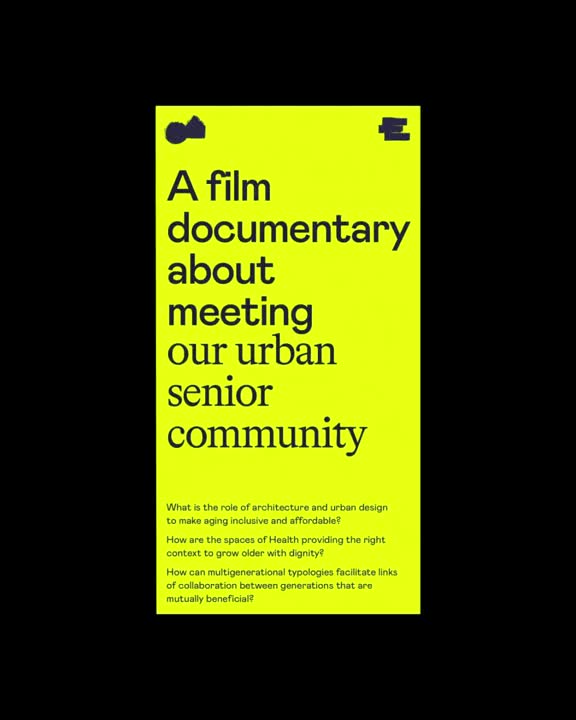 A film
documentary
about
meeting
our urban
senior
community
What is the role of architecture and urban design
to make aging inclusive and affordable?
How are the spaces of Health providing the right
context to grow older with dignity?
How can multigenerational typologies facilitate links
of collaboration between generations that are
mutually beneficial?